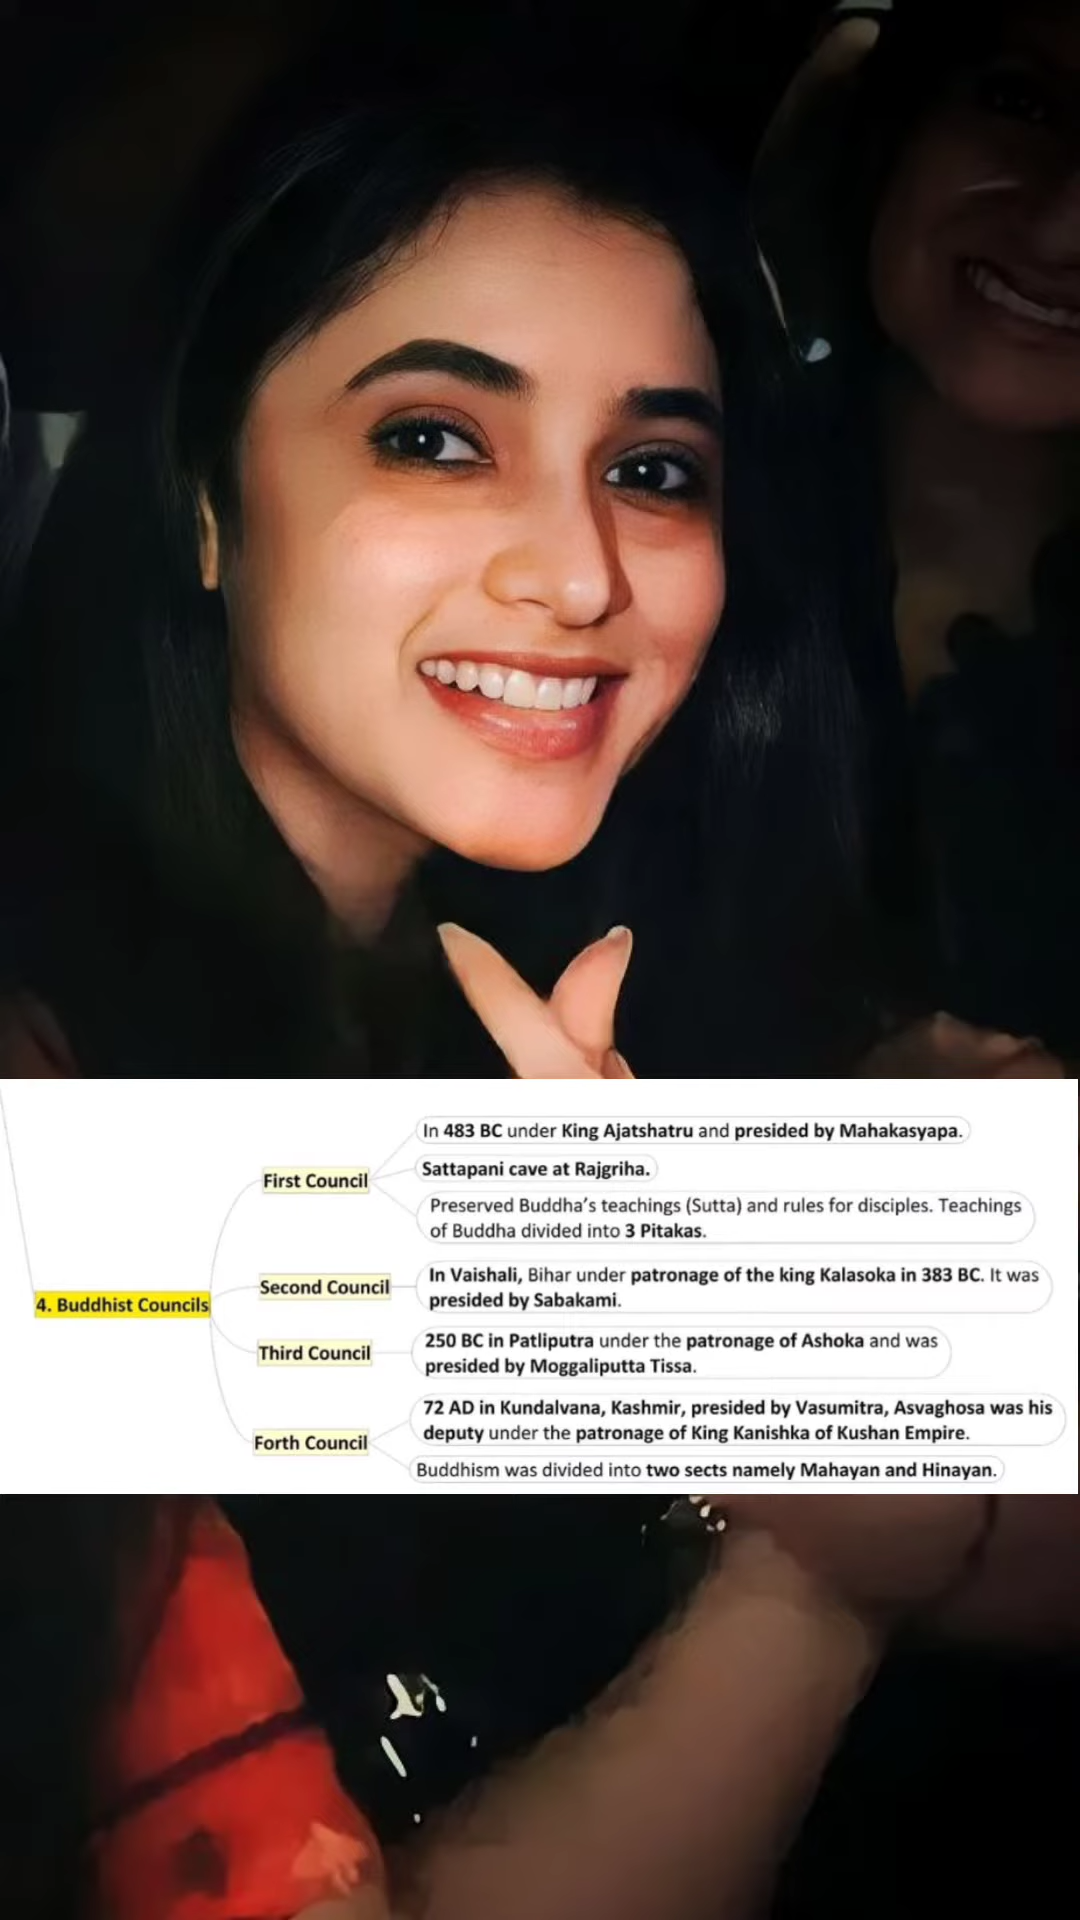 In 483 BC under King Ajatshatru and presided by Mahakasyapa.
First Council
Sattapani cave at Rajgriha.
Preserved Buddha's teachings (Sutta) and rules for disciples. Teachings
of Buddha divided into 3 Pitakas.
4. Buddhist Councils
Second Council
In Vaishali, Bihar under patronage of the king Kalasoka in 383 BC. It was
presided by Sabakami.
Third Council
250 BC in Patliputra under the patronage of Ashoka and was
presided by Moggaliputta Tissa.
Forth Council
72 AD in Kundalvana, Kashmir, presided by Vasumitra, Asvaghosa was his
deputy under the patronage of King Kanishka of Kushan Empire.
Buddhism was divided into two sects namely Mahayan and Hinayan.